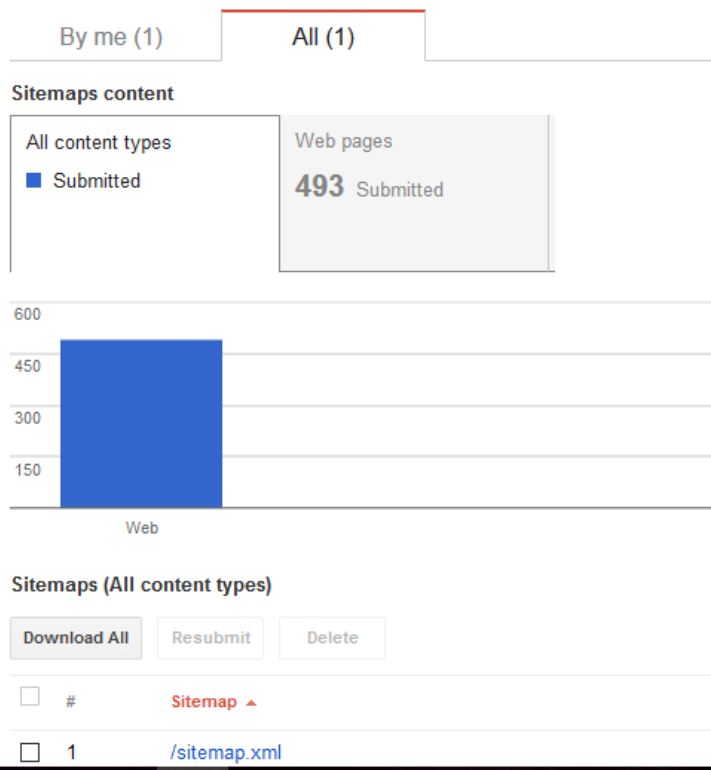 By me (1) All (1)
Sitemaps content
All content types
Submitted
Web pages
493 Submitted
600
450
300
150
Web
Sitemaps (All content types)
Download All Resubmit Delete
# Sitemap
1 /sitemap.xml